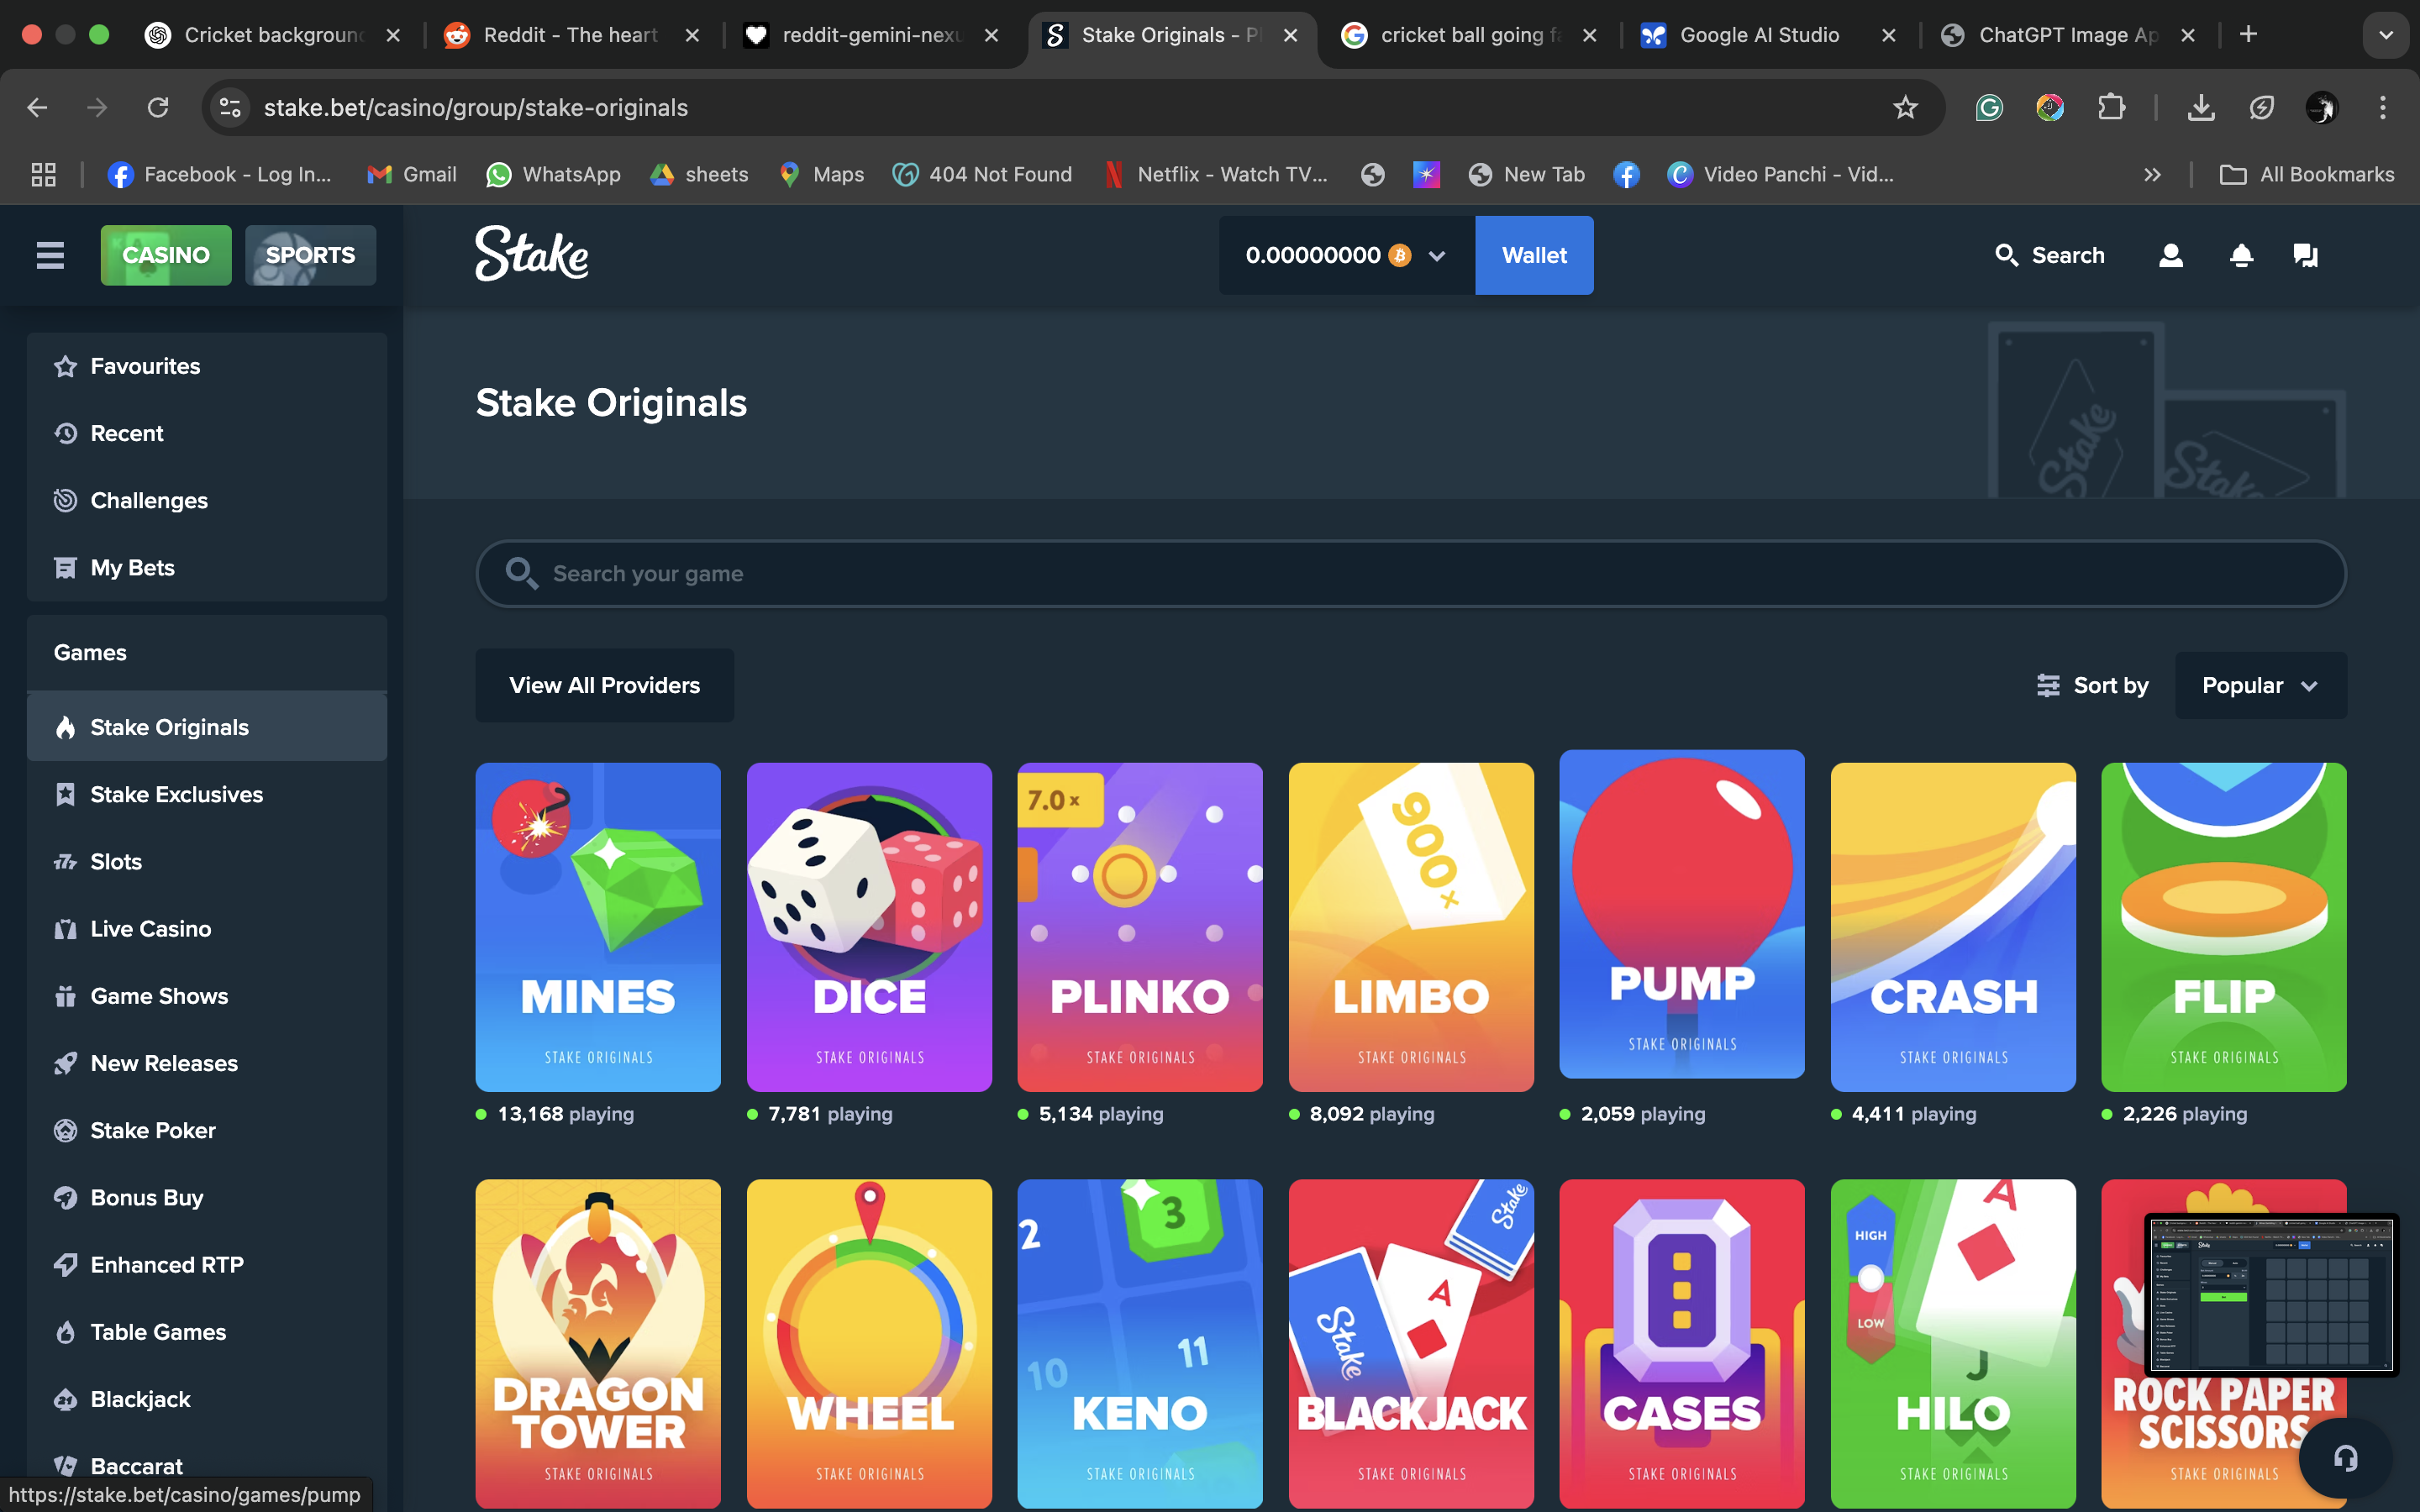 Cricket background
Reddit - The heart
reddit-gemini-nexu
Stake Originals - Pl
cricket ball going fa
Google AI Studio
ChatGPT Image Ap
stake.bet/casino/group/stake-originals
Facebook - Log In...
Gmail
WhatsApp
sheets
Maps
404 Not Found
Netflix - Watch TV...
New Tab
Video Panchi - Vid...
All Bookmarks
CASINO
SPORTS
Stake
0.00000000
Wallet
Search
Favourites
Recent
Challenges
My Bets
Games
Stake Originals
Stake Exclusives
Slots
Live Casino
Game Shows
New Releases
Stake Poker
Bonus Buy
Enhanced RTP
Table Games
Blackjack
Baccarat
https://stake.bet/casino/games/pump
Stake Originals
Stake
Stake
Search your game
View All Providers
Sort by
Popular
MINES
STAKE ORIGINALS
13,168 playing
DICE
STAKE ORIGINALS
7,781 playing
7.0x
PLINKO
STAKE ORIGINALS
5,134 playing
900x
LIMBO
STAKE ORIGINALS
8,092 playing
PUMP
STAKE ORIGINALS
2,059 playing
CRASH
STAKE ORIGINALS
4,411 playing
FLIP
STAKE ORIGINALS
2,226 playing
DRAGON
TOWER
STAKE ORIGINALS
WHEEL
STAKE ORIGINALS
2
3
10
11
KENO
STAKE ORIGINALS
Stake
Stake
A
BLACKJACK
STAKE ORIGINALS
CASES
STAKE ORIGINALS
HIGH
LOW
A
J
HILO
STAKE ORIGINALS
ROCK PAPER
SCISSORS
STAKE ORIGINALS